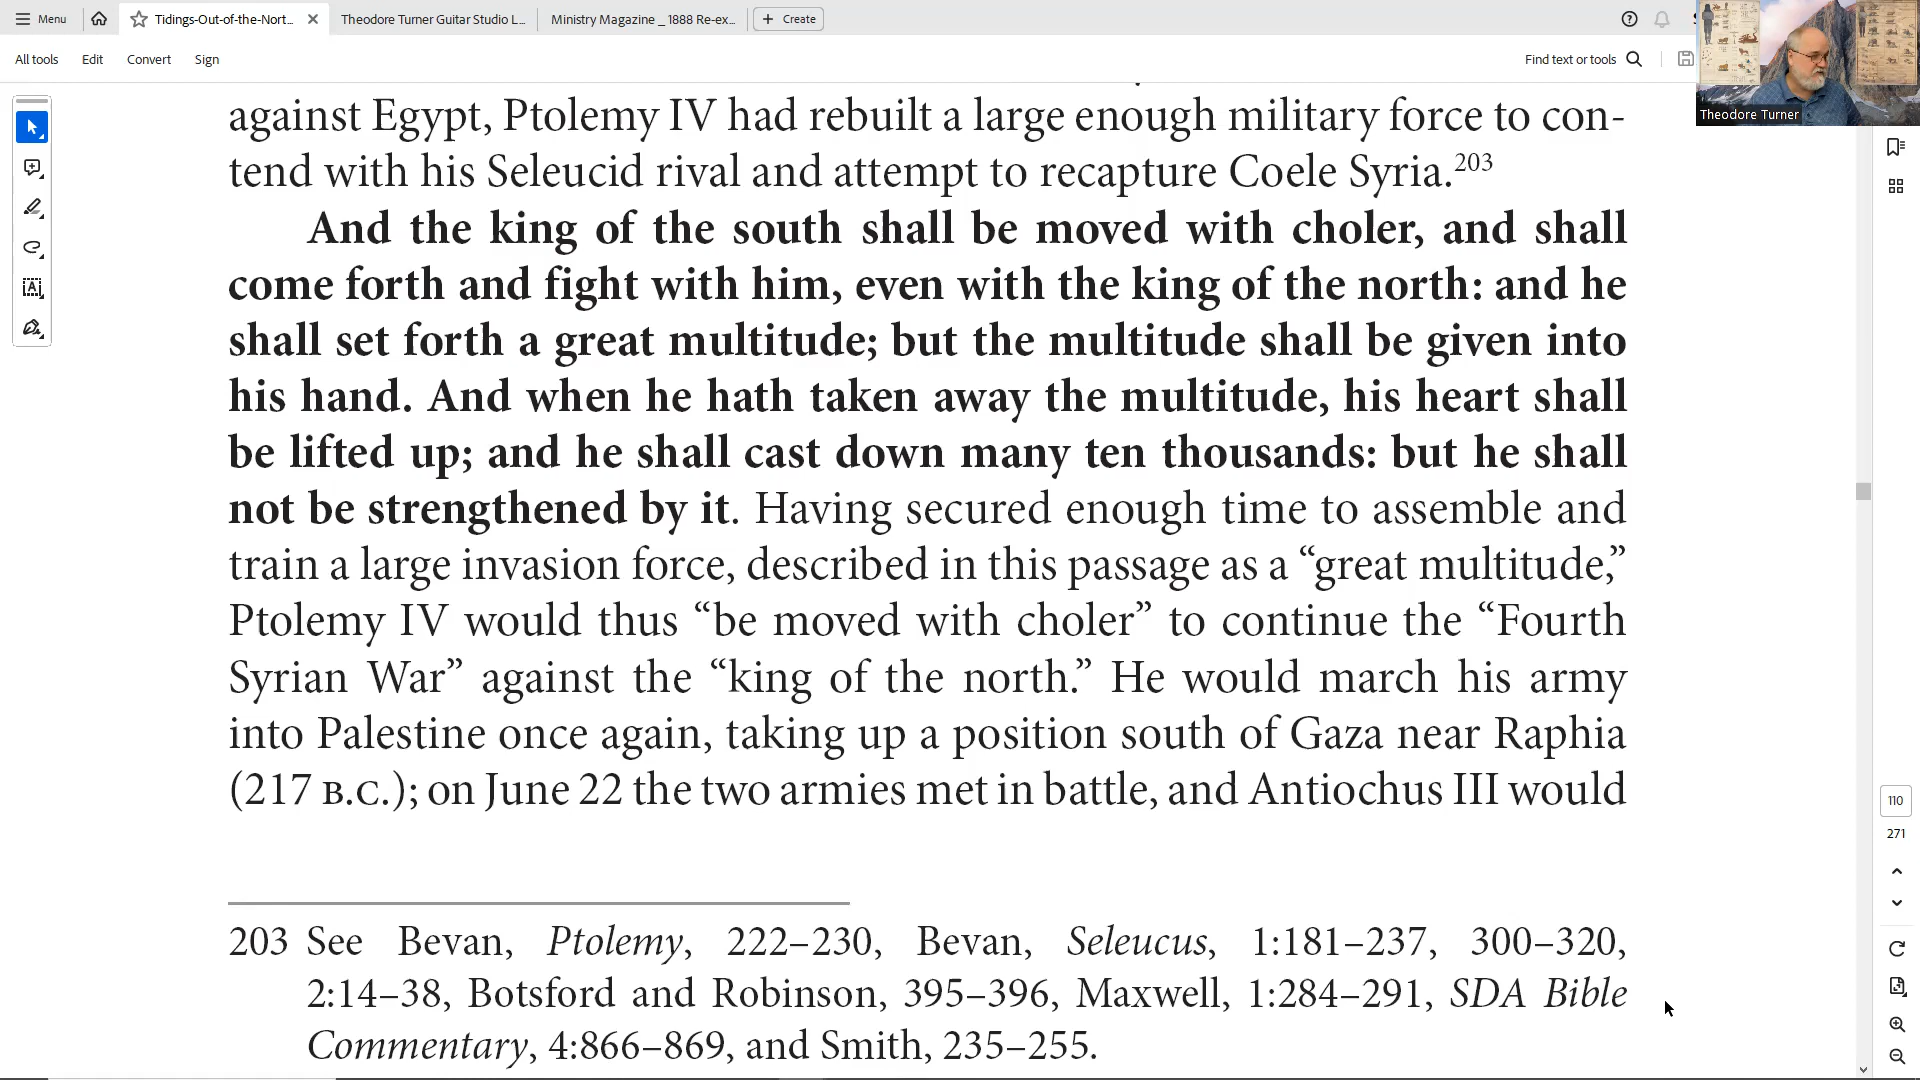 Menu
Tidings-Out-of-the-Nort...
Theodore Turner Guitar Studio L...
Ministry Magazine _ 1888 Re-ex...
Create
All tools
Edit
Convert
Sign
Find text or tools
Theodore Turner
against Egypt, Ptolemy IV had rebuilt a large enough military force to con-
tend with his Seleucid rival and attempt to recapture Coele Syria.203
And the king of the south shall be moved with choler, and shall
come forth and fight with him, even with the king of the north: and he
shall set forth a great multitude; but the multitude shall be given into
his hand. And when he hath taken away the multitude, his heart shall
be lifted up; and he shall cast down many ten thousands: but he shall
not be strengthened by it. Having secured enough time to assemble and
train a large invasion force, described in this passage as a “great multitude,”
Ptolemy IV would thus “be moved with choler” to continue the “Fourth
Syrian War” against the “king of the north.” He would march his army
into Palestine once again, taking up a position south of Gaza near Raphia
(217 B.C.); on June 22 the two armies met in battle, and Antiochus III would
203 See Bevan, Ptolemy, 222–230, Bevan, Seleucus, 1:181–237, 300–320,
2:14–38, Botsford and Robinson, 395–396, Maxwell, 1:284–291, SDA Bible
Commentary, 4:866–869, and Smith, 235–255.
110
271